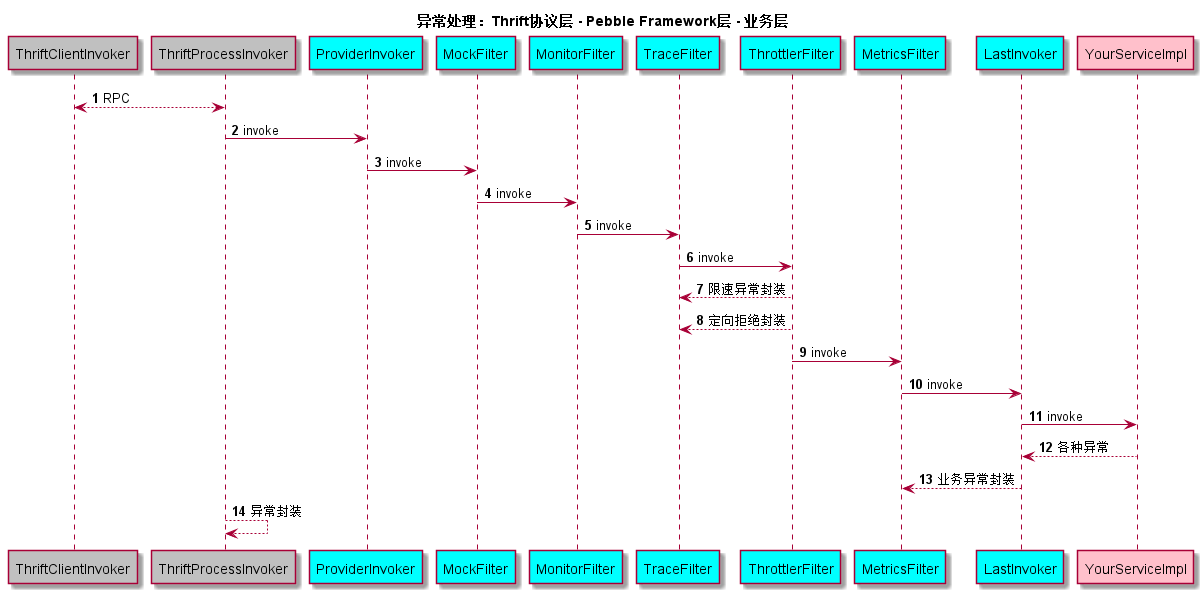 异常处理：Thrift协议层 - Pebble Framework层 - 业务层
ThriftClientInvoker ThriftProcessInvoker ProviderInvoker MockFilter MonitorFilter TraceFilter ThrottlerFilter MetricsFilter LastInvoker YourServiceImpl
1 RPC
2 invoke
3 invoke
4 invoke
5 invoke
6 invoke
7 限速异常封装
8 定向拒绝封装
9 invoke
10 invoke
11 invoke
12 各种异常
13 业务异常封装
14 异常封装
ThriftClientInvoker ThriftProcessInvoker ProviderInvoker MockFilter MonitorFilter TraceFilter ThrottlerFilter MetricsFilter LastInvoker YourServiceImpl